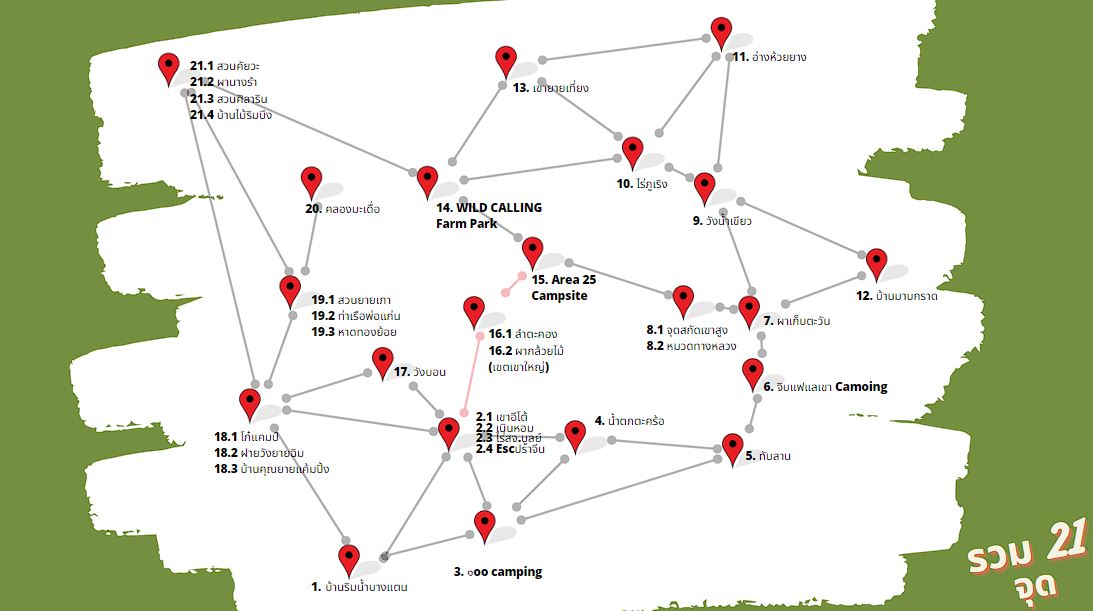 11. อ่างห้วยยาง
21.1 สวนศัยวะ
21.2 ผาบางรำ
21.3 สวนศิลาริน
21.4 บ้านไม้ริมบึง
13. เขายายเที่ยง
10. ไร่ภูเริง
20. คลองมะเดื่อ
14. WILD CALLING
Farm Park
9. วังน้ำเขียว
15. Area 25
Campsite
12. บ้านมาบกราด
19.1 สวนยายเภา
19.2 ท่าเรือพ่อแก่น
19.3 หาดทองย้อย
16.1 ลำตะคอง
16.2 ผากล้วยไม้
(เขตเขาใหญ่)
8.1 จุดสกัดเขาสูง
8.2 หมวดทางหลวง
7. ผาเก็บตะวัน
17. วังบอน
6. จิบแฟแลเขา Camoing
18.1 โก๋แคมป์
18.2 ฝายวังยายฉิม
18.3 บ้านคุณยายแค้มปิ้ง
2.1 เขาอีโต้
2.2 เนินหอม
2.3
2.4 Escปราจีน
4. น้ำตกตะคร้อ
5. ทับลาน
3. ๑oo camping
1. บ้านริมน้ำบางแตน
รวม 21
จุด